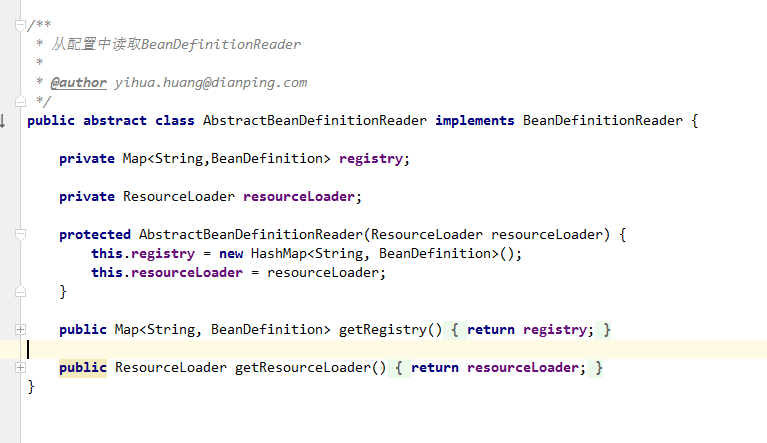 /**
 * 从配置中读取BeanDefinitionReader
 *
 * @author yihua.huang@dianping.com
 */
public abstract class AbstractBeanDefinitionReader implements BeanDefinitionReader {
    private Map<String,BeanDefinition> registry;
    private ResourceLoader resourceLoader;
    protected AbstractBeanDefinitionReader(ResourceLoader resourceLoader) {
        this.registry = new HashMap<String, BeanDefinition>();
        this.resourceLoader = resourceLoader;
    }
    public Map<String, BeanDefinition> getRegistry() { return registry; }
    public ResourceLoader getResourceLoader() { return resourceLoader; }
}